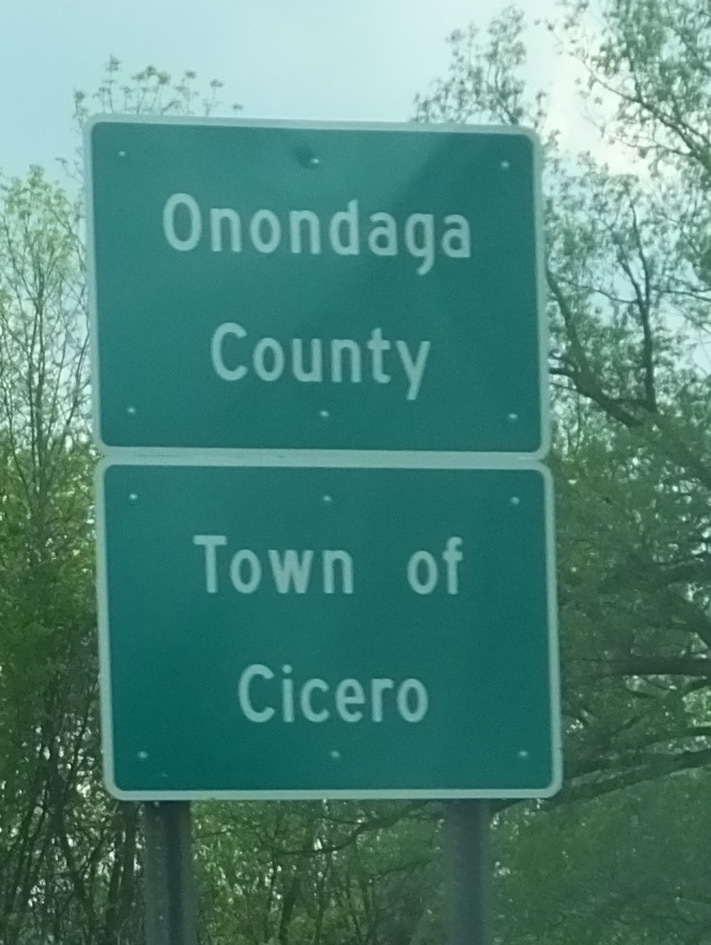 Onondaga
County
Town of
Cicero